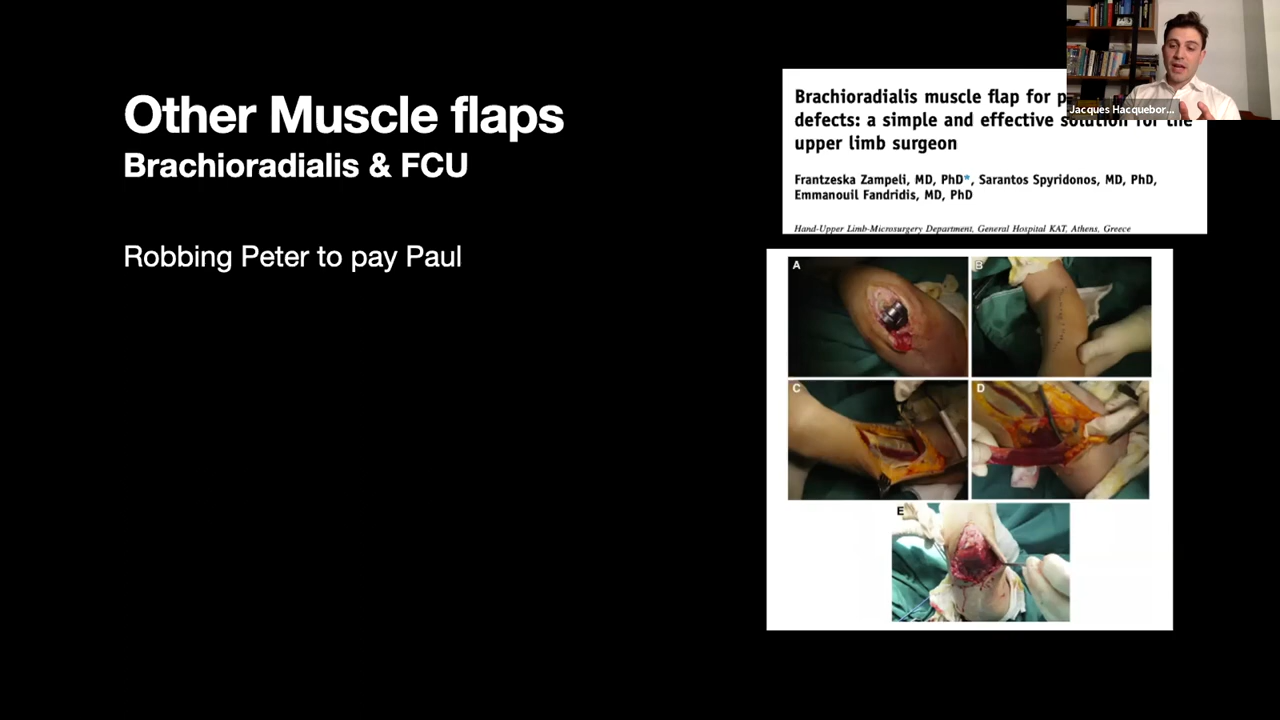 Other Muscle flaps
Brachioradialis & FCU
Robbing Peter to pay Paul
Jacques Hacquebor...
Brachioradialis muscle flap for p
defects: a simple and effective solution for the
upper limb surgeon
Frantzeska Zampeli, MD, PhD*, Sarantos Spyridonos, MD, PhD,
Emmanouil Fandridis, MD, PhD
Hand-Upper Limb-Microsurgery Department, General Hospital KAT, Athens, Greece
A
B
C
D
E